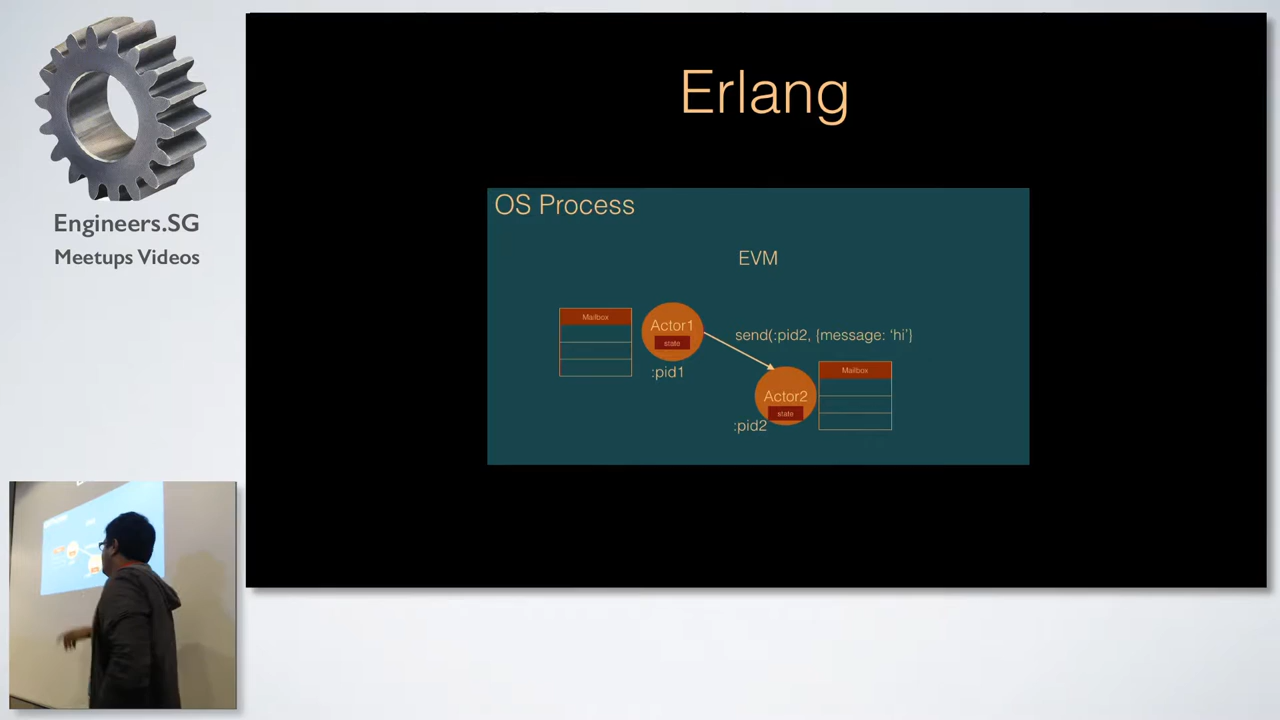 Engineers.SG
Meetups Videos
Erlang
OS Process
EVM
Mailbox
Actor1
state
:pid1
send(:pid2, {message: ‘hi’}
Actor2
state
:pid2
Mailbox